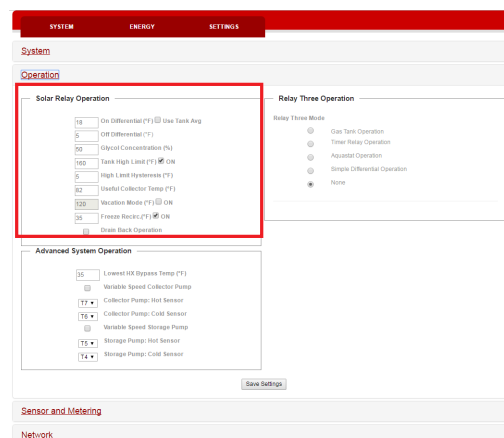 SYSTEM ENERGY SETTINGS
System
Operation
Solar Relay Operation
18 On Differential (°F) Use Tank Avg
5 Off Differential (°F)
50 Glycol Concentration (%)
160 Tank High Limit (°F) ON
5 High Limit Hysteresis (°F)
82 Useful Collector Temp (°F)
120 Vacation Mode (°F) ON
35 Freeze Recirc.(°F) ON
Drain Back Operation
Relay Three Operation
Relay Three Mode
Gas Tank Operation
Timer Relay Operation
Aquastat Operation
Simple Differential Operation
None
Advanced System Operation
35 Lowest HX Bypass Temp (°F)
Variable Speed Collector Pump
T7 Collector Pump: Hot Sensor
T6 Collector Pump: Cold Sensor
Variable Speed Storage Pump
T5 Storage Pump: Hot Sensor
T4 Storage Pump: Cold Sensor
Save Settings
Sensor and Metering
Network